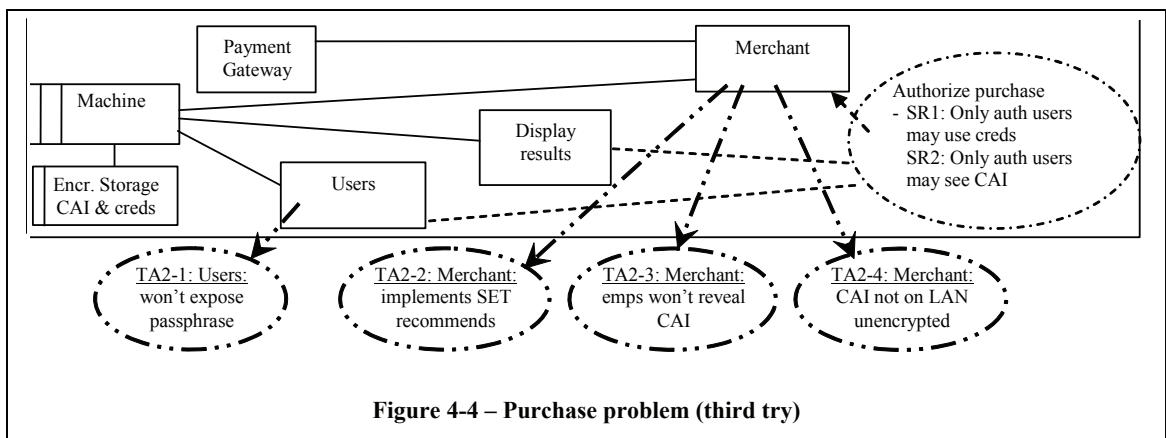 Payment
Gateway
Merchant
Machine
Authorize purchase
- SR1: Only auth users
may use creds
SR2: Only auth users
may see CAI
Display
results
Encr. Storage
CAI & creds
Users
TA2-1: Users:
won't expose
passphrase
TA2-2: Merchant:
implements SET
recommends
TA2-3: Merchant:
emps won't reveal
CAI
TA2-4: Merchant:
CAI not on LAN
unencrypted
Figure 4-4 – Purchase problem (third try)